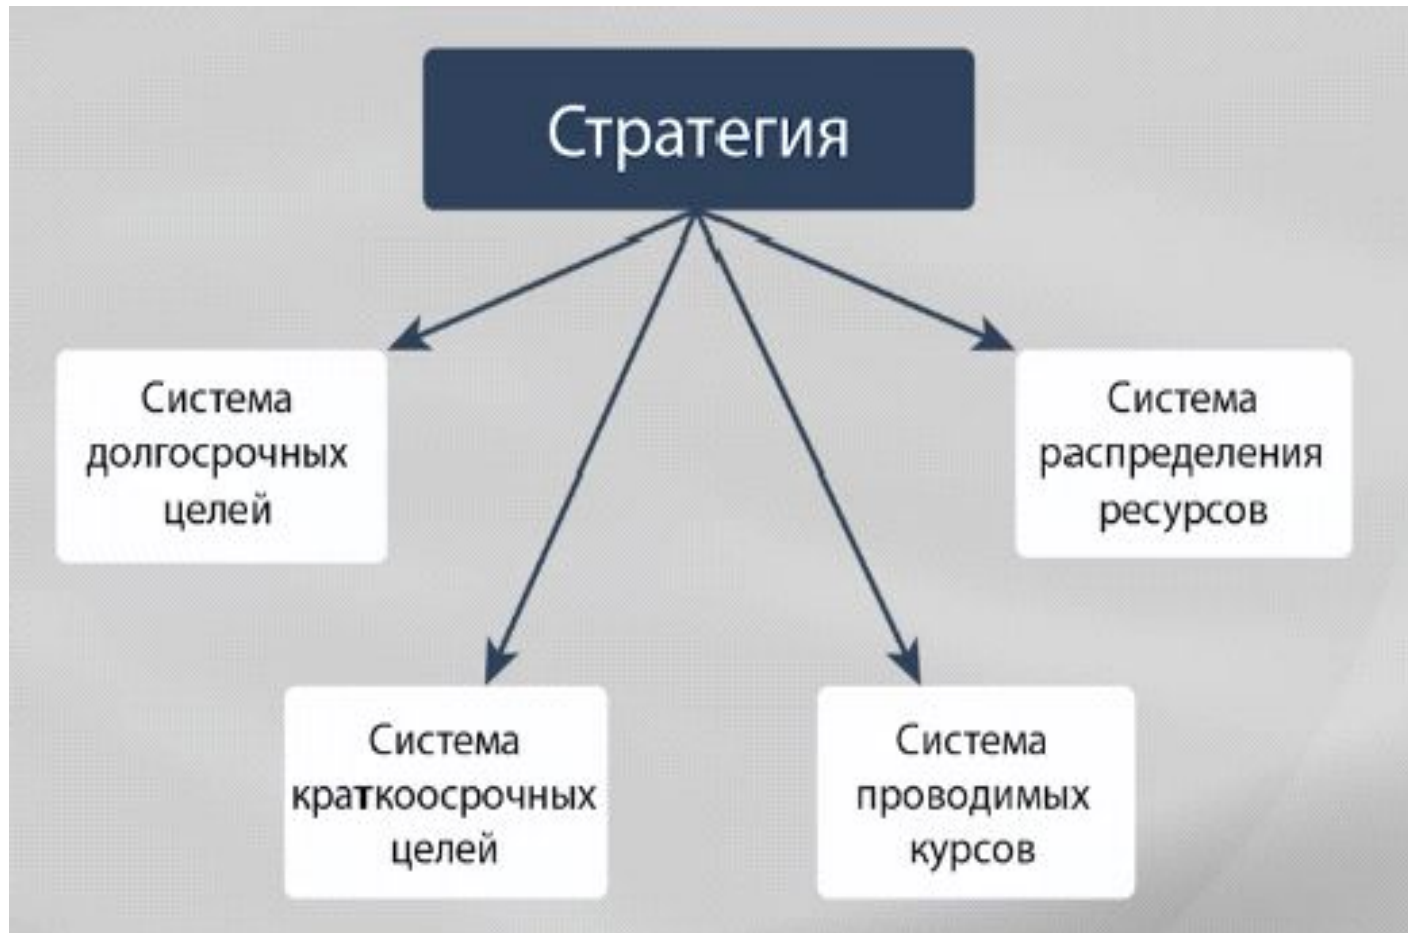 Стратегия
Система
долгосрочных
целей
Система
распределения
ресурсов
Система
краткоосрочных
целей
Система
проводимых
курсов